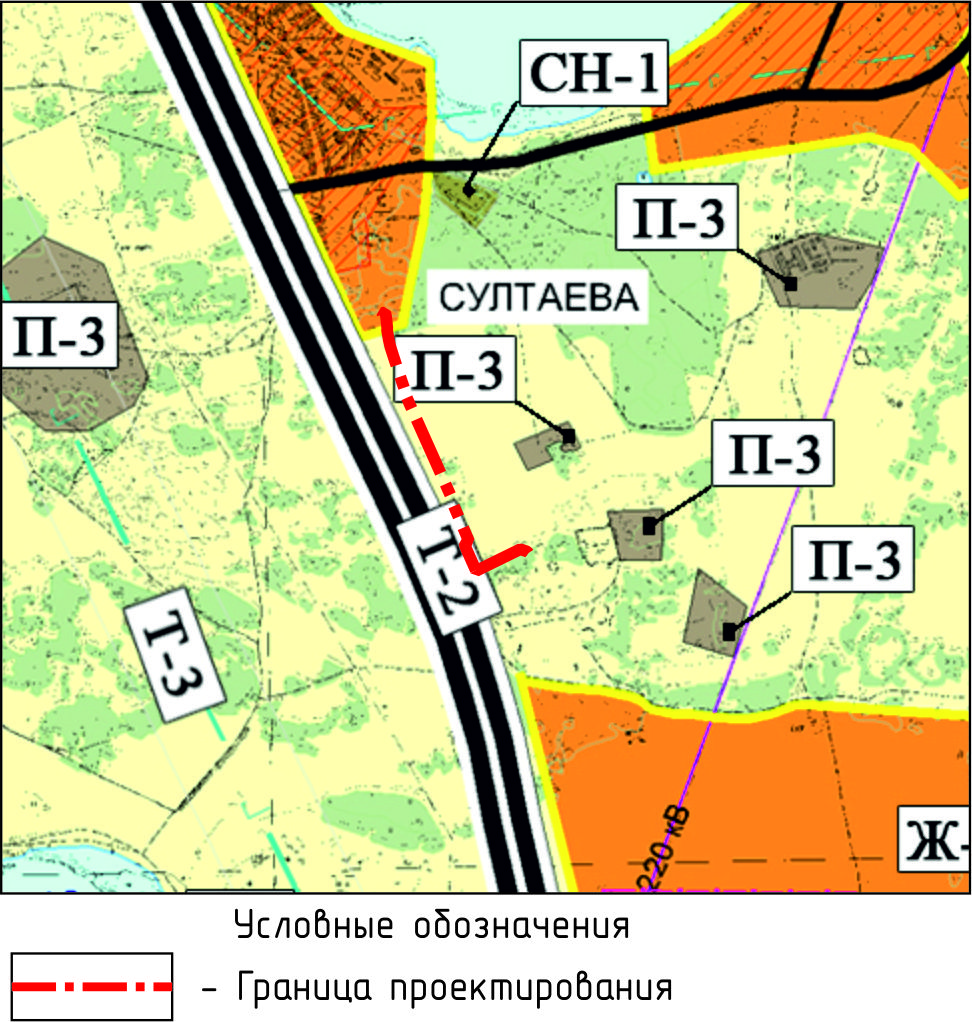 СН-1
П-3
СУЛТАЕВА
П-3
П-3
П-3
П-3
Т-2
Т-3
Ж-
220 кВ
Условные обозначения
- Граница проектирования